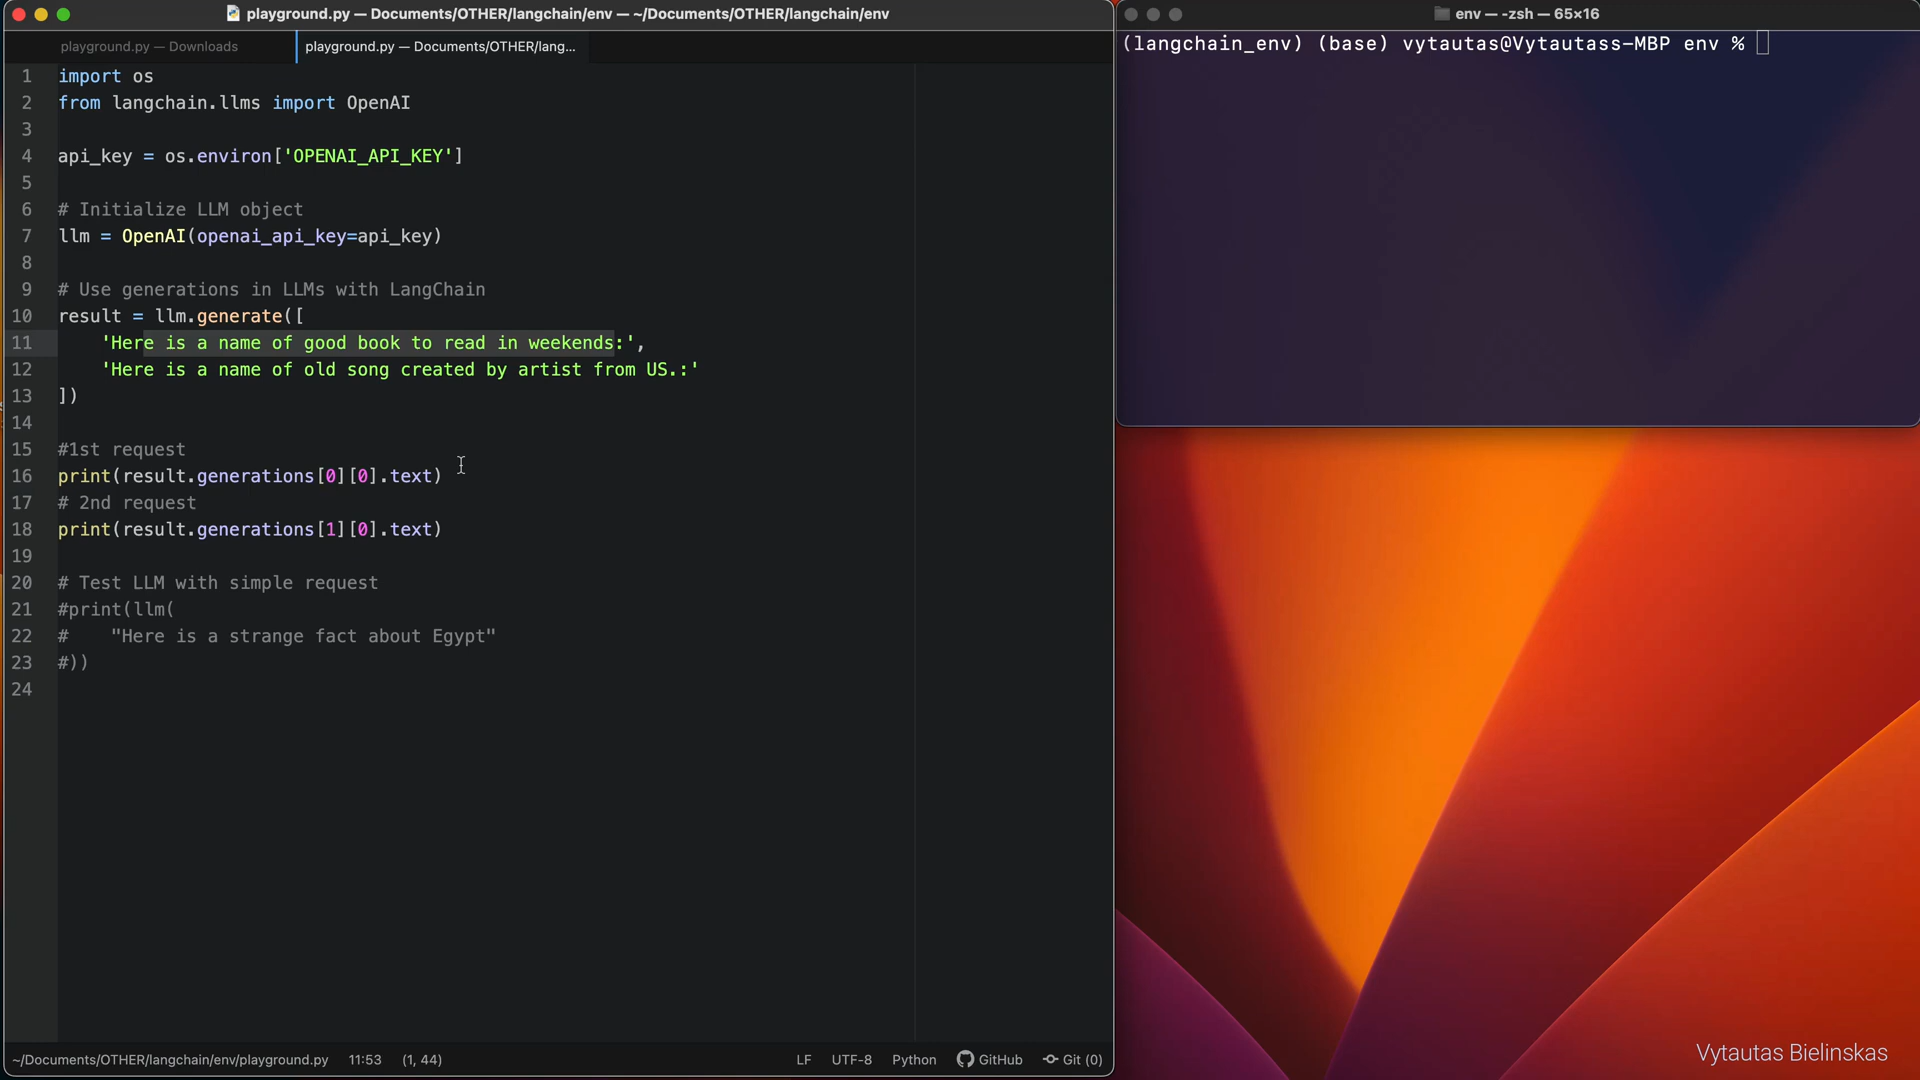 playground.py — Documents/OTHER/langchain/env — ~/Documents/OTHER/langchain/env
playground.py — Downloads
playground.py — Documents/OTHER/lang...
1 import os
2 from langchain.llms import OpenAI
3
4 api_key = os.environ['OPENAI_API_KEY']
5
6 # Initialize LLM object
7 llm = OpenAI(openai_api_key=api_key)
8
9 # Use generations in LLMs with LangChain
10 result = llm.generate([
11     'Here is a name of good book to read in weekends:',
12     'Here is a name of old song created by artist from US.:'
13 ])
14
15 #1st request
16 print(result.generations[0][0].text)
17 # 2nd request
18 print(result.generations[1][0].text)
19
20 # Test LLM with simple request
21 #print(llm(
22 #    "Here is a strange fact about Egypt"
23 #))
24
~/Documents/OTHER/langchain/env/playground.py 11:53 (1, 44) LF UTF-8 Python GitHub Git (0)
env — -zsh — 65×16
(langchain_env) (base) vytautas@Vytautass-MBP env %
Vytautas Bielinskas